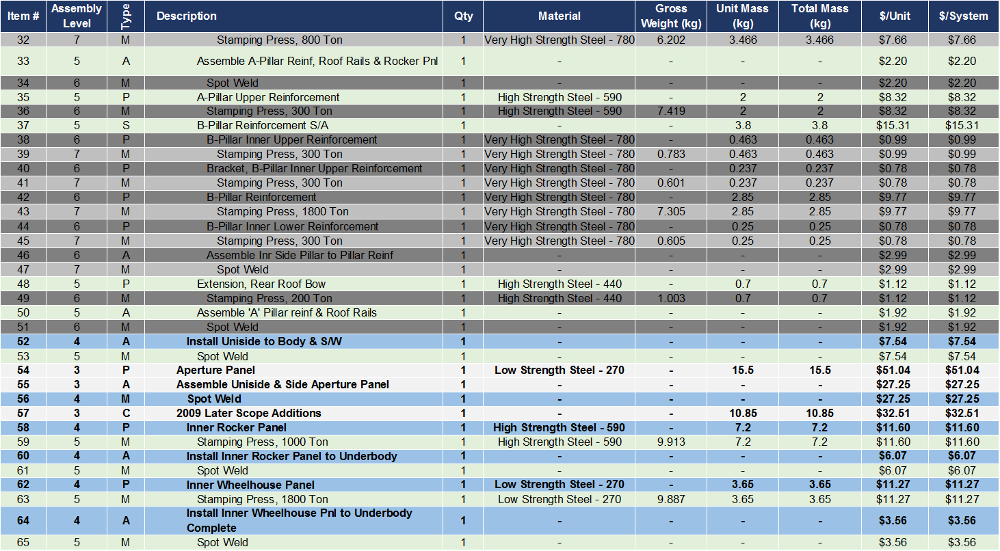 Item # Assembly Level Type Description Qty Material Gross Weight (kg) Unit Mass (kg) Total Mass (kg) $/Unit $/System
32 7 M Stamping Press, 800 Ton 1 Very High Strength Steel - 780 6.202 3.466 3.466 $7.66 $7.66
33 5 A Assemble A-Pillar Reinf, Roof Rails & Rocker Pnl 1 - - - - $2.20 $2.20
34 6 M Spot Weld 1 - - - - $2.20 $2.20
35 5 P A-Pillar Upper Reinforcement 1 High Strength Steel - 590 - 2 2 $8.32 $8.32
36 6 M Stamping Press, 300 Ton 1 High Strength Steel - 590 7.419 2 2 $8.32 $8.32
37 5 S B-Pillar Reinforcement S/A 1 - - 3.8 3.8 $15.31 $15.31
38 6 P B-Pillar Inner Upper Reinforcement 1 Very High Strength Steel - 780 - 0.463 0.463 $0.99 $0.99
39 7 M Stamping Press, 300 Ton 1 Very High Strength Steel - 780 0.783 0.463 0.463 $0.99 $0.99
40 6 P Bracket, B-Pillar Inner Upper Reinforcement 1 Very High Strength Steel - 780 - 0.237 0.237 $0.78 $0.78
41 7 M Stamping Press, 300 Ton 1 Very High Strength Steel - 780 0.601 0.237 0.237 $0.78 $0.78
42 6 P B-Pillar Reinforcement 1 Very High Strength Steel - 780 - 2.85 2.85 $9.77 $9.77
43 7 M Stamping Press, 1800 Ton 1 Very High Strength Steel - 780 7.305 2.85 2.85 $9.77 $9.77
44 6 P B-Pillar Inner Lower Reinforcement 1 Very High Strength Steel - 780 - 0.25 0.25 $0.78 $0.78
45 7 M Stamping Press, 300 Ton 1 Very High Strength Steel - 780 0.605 0.25 0.25 $0.78 $0.78
46 6 A Assemble Inr Side Pillar to Pillar Reinf 1 - - - - $2.99 $2.99
47 7 M Spot Weld 1 - - - - $2.99 $2.99
48 5 P Extension, Rear Roof Bow 1 High Strength Steel - 440 - 0.7 0.7 $1.12 $1.12
49 6 M Stamping Press, 200 Ton 1 High Strength Steel - 440 1.003 0.7 0.7 $1.12 $1.12
50 5 A Assemble 'A' Pillar reinf & Roof Rails 1 - - - - $1.92 $1.92
51 6 M Spot Weld 1 - - - - $1.92 $1.92
52 4 A Install Uniside to Body & S/W 1 - - - - $7.54 $7.54
53 5 M Spot Weld 1 - - - - $7.54 $7.54
54 3 P Aperture Panel 1 Low Strength Steel - 270 - 15.5 15.5 $51.04 $51.04
55 3 A Assemble Uniside & Side Aperture Panel 1 - - - - $27.25 $27.25
56 4 M Spot Weld 1 - - - - $27.25 $27.25
57 3 C 2009 Later Scope Additions 1 - - 10.85 10.85 $32.51 $32.51
58 4 P Inner Rocker Panel 1 High Strength Steel - 590 - 7.2 7.2 $11.60 $11.60
59 5 M Stamping Press, 1000 Ton 1 High Strength Steel - 590 9.913 7.2 7.2 $11.60 $11.60
60 4 A Install Inner Rocker Panel to Underbody 1 - - - - $6.07 $6.07
61 5 M Spot Weld 1 - - - - $6.07 $6.07
62 4 P Inner Wheelhouse Panel 1 Low Strength Steel - 270 - 3.65 3.65 $11.27 $11.27
63 5 M Stamping Press, 1800 Ton 1 Low Strength Steel - 270 9.887 3.65 3.65 $11.27 $11.27
64 4 A Install Inner Wheelhouse Pnl to Underbody Complete 1 - - - - $3.56 $3.56
65 5 M Spot Weld 1 - - - - $3.56 $3.56